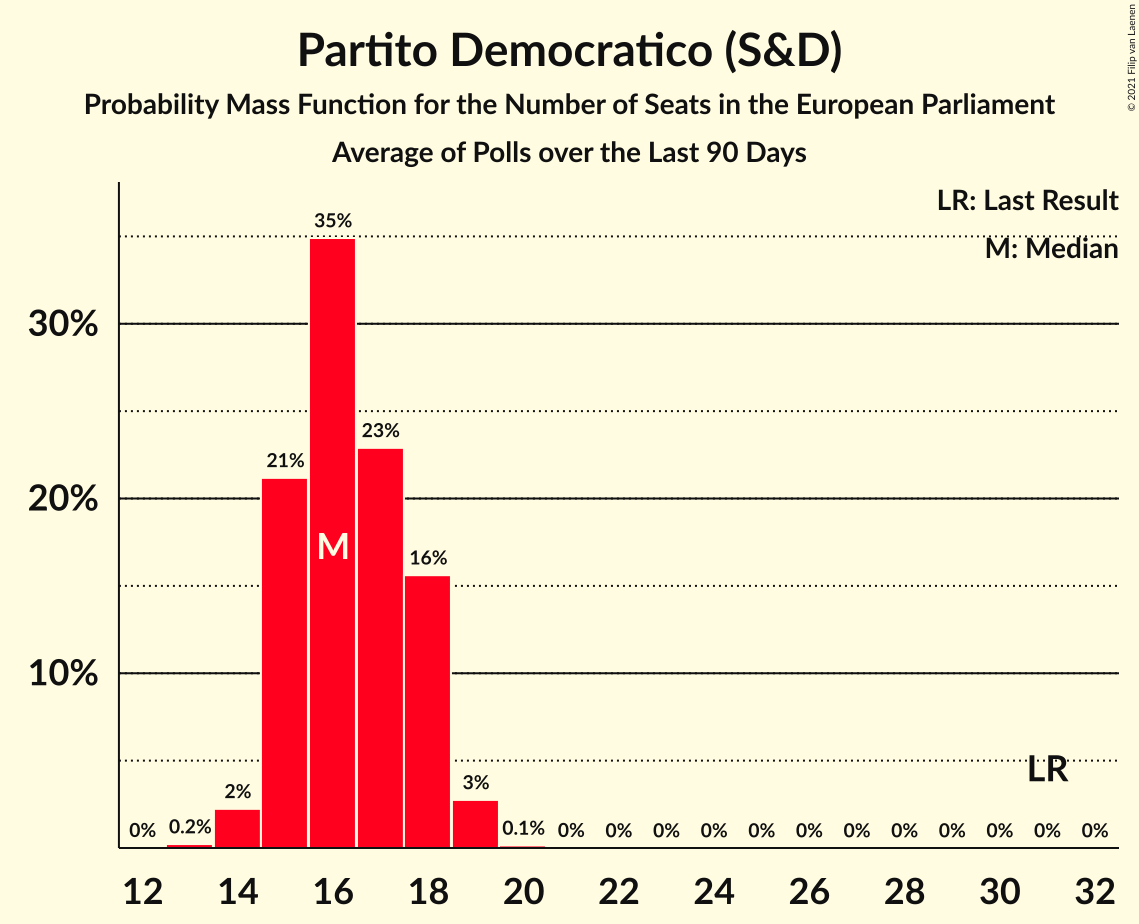 Partito Democratico (S&D)
Probability Mass Function for the Number of Seats in the European Parliament
Average of Polls over the Last 90 Days
© 2021 Filip van Laenen
LR: Last Result
M: Median
35%
30%
23%
21%
20%
M
16%
10%
LR
3%
2%
0% 0.2% 0.1% 0% 0% 0% 0% 0% 0% 0% 0% 0% 0% 0% 0%
12 14 16 18 20 22 24 26 28 30 32